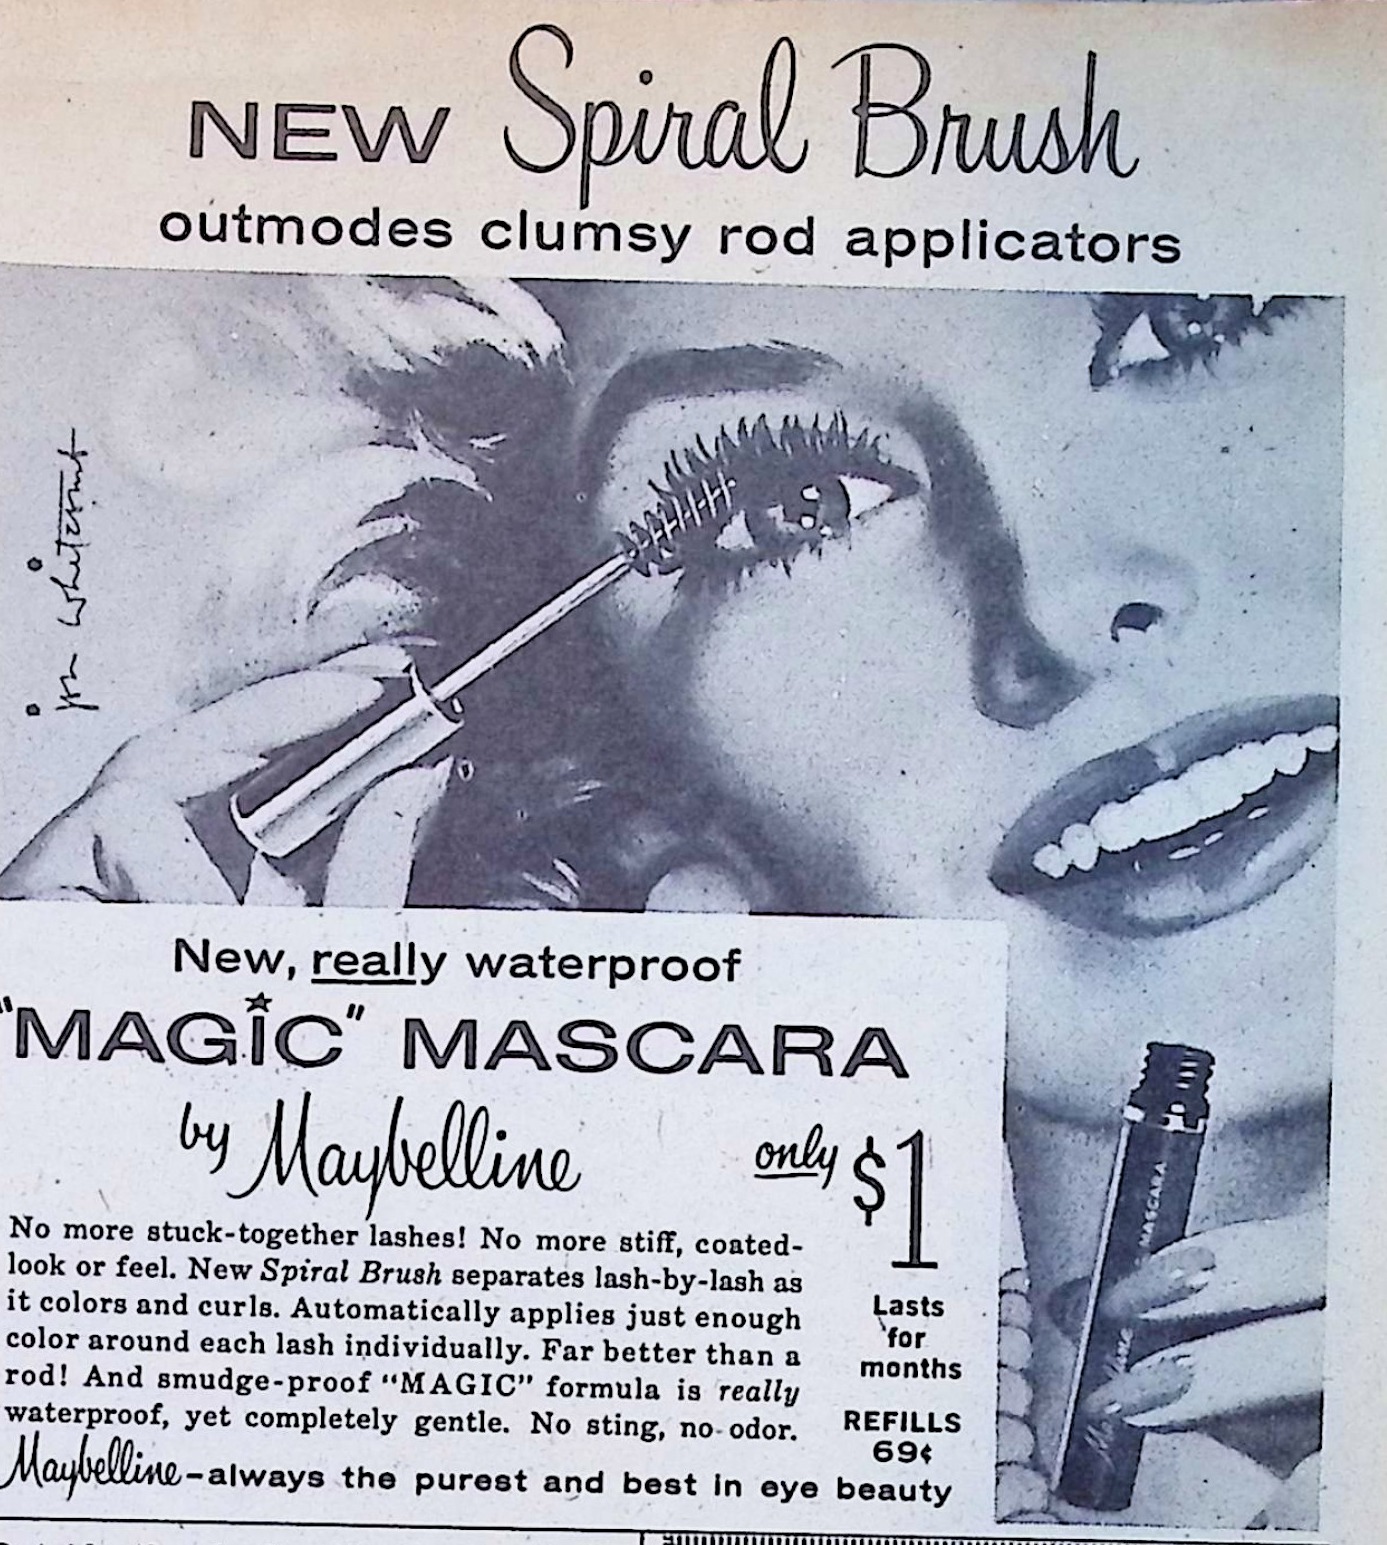 NEW Spiral Brush
outmodes clumsy rod applicators
jon whitcomb
New, really waterproof
"MAGIC" MASCARA
by Maybelline
only $1
No more stuck-together lashes! No more stiff, coated-
look or feel. New Spiral Brush separates lash-by-lash as
it colors and curls. Automatically applies just enough
color around each lash individually. Far better than a
rod! And smudge-proof "MAGIC" formula is really
waterproof, yet completely gentle. No sting, no odor.
Lasts
for
months
REFILLS
69¢
Maybelline–always the purest and best in eye beauty
MASCARA